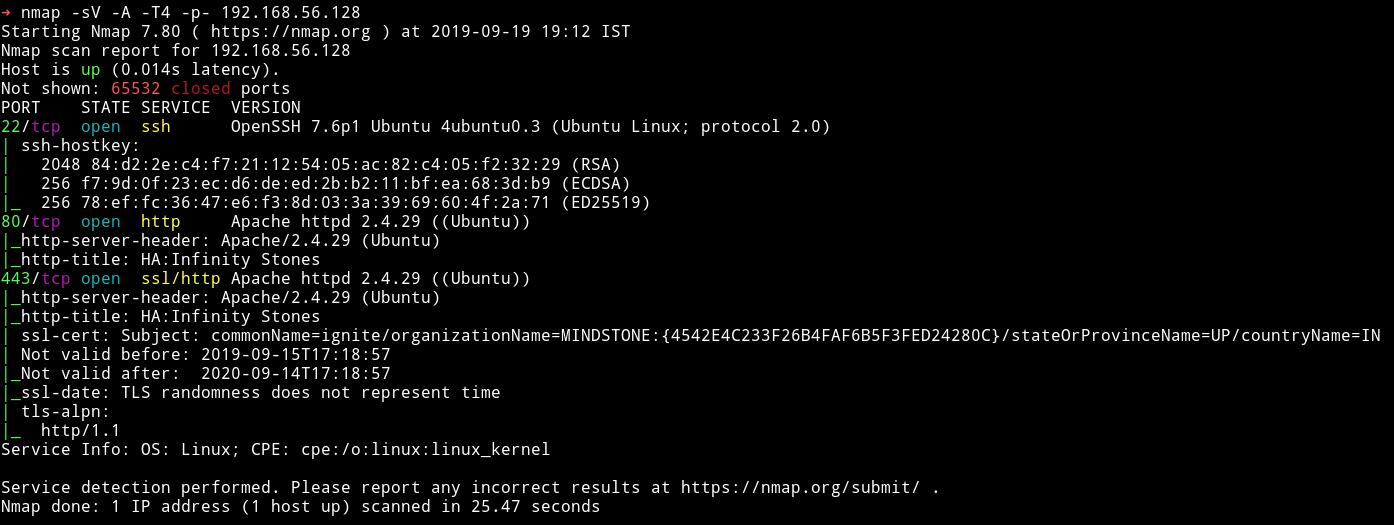 → nmap -sV -A -T4 -p- 192.168.56.128
Starting Nmap 7.80 ( https://nmap.org ) at 2019-09-19 19:12 IST
Nmap scan report for 192.168.56.128
Host is up (0.014s latency).
Not shown: 65532 closed ports
PORT    STATE SERVICE  VERSION
22/tcp  open  ssh      OpenSSH 7.6p1 Ubuntu 4ubuntu0.3 (Ubuntu Linux; protocol 2.0)
| ssh-hostkey:
|   2048 84:d2:2e:c4:f7:21:12:54:05:ac:82:c4:05:f2:32:29 (RSA)
|   256 f7:9d:0f:23:ec:d6:de:ed:2b:b2:11:bf:ea:68:3d:b9 (ECDSA)
|_  256 78:ef:fc:36:47:e6:f3:8d:03:3a:39:69:60:4f:2a:71 (ED25519)
80/tcp  open  http     Apache httpd 2.4.29 ((Ubuntu))
|_http-server-header: Apache/2.4.29 (Ubuntu)
|_http-title: HA:Infinity Stones
443/tcp open  ssl/http Apache httpd 2.4.29 ((Ubuntu))
|_http-server-header: Apache/2.4.29 (Ubuntu)
|_http-title: HA:Infinity Stones
| ssl-cert: Subject: commonName=ignite/organizationName=MINDSTONE:{4542E4C233F26B4FAF6B5F3FED24280C}/stateOrProvinceName=UP/countryName=IN
| Not valid before: 2019-09-15T17:18:57
|_Not valid after:  2020-09-14T17:18:57
|_ssl-date: TLS randomness does not represent time
| tls-alpn:
|_  http/1.1
Service Info: OS: Linux; CPE: cpe:/o:linux:linux_kernel

Service detection performed. Please report any incorrect results at https://nmap.org/submit/ .
Nmap done: 1 IP address (1 host up) scanned in 25.47 seconds